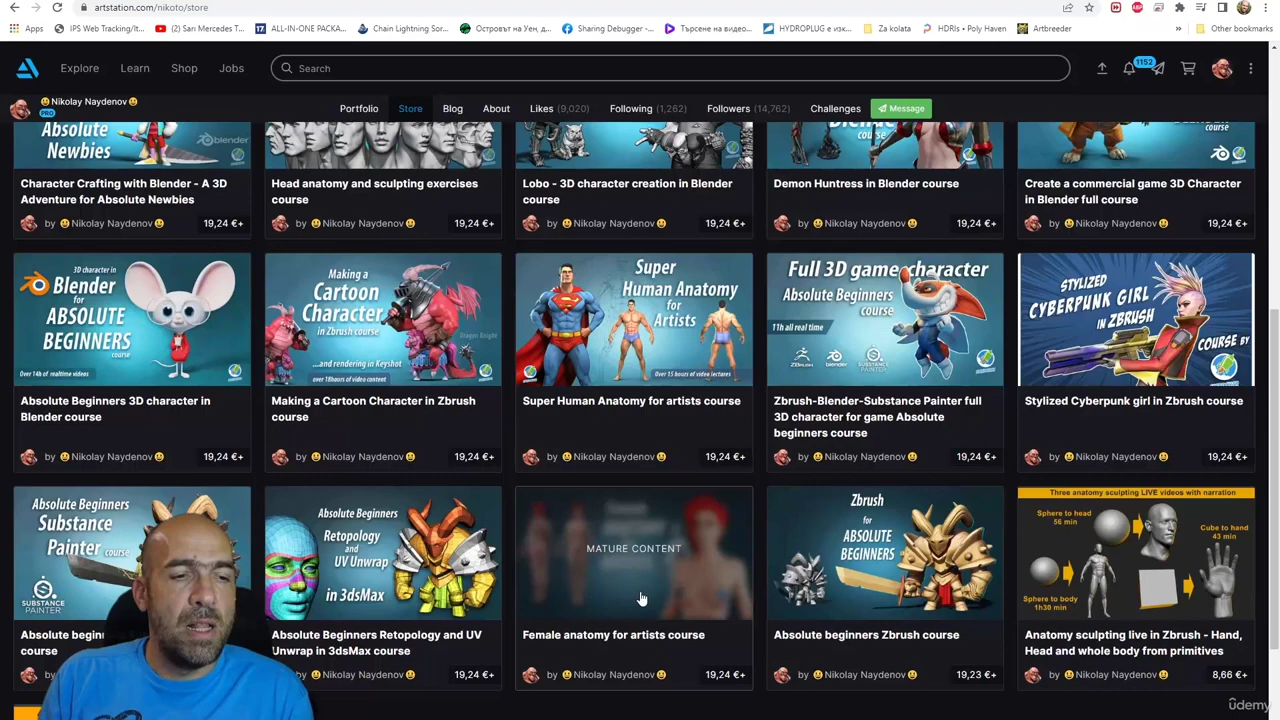 artstation.com/nikoto/store
Apps
IPS Web Tracking/It...
(2) Sari Mercedes T...
ALL-IN-ONE PACKA...
Chain Lightning Sor...
Островът на Уен, д...
Sharing Debugger -...
Търсене на видео...
HYDROPLUG е изк...
Za kolata
HDRIs • Poly Haven
Artbreeder
»
Other bookmarks
Explore
Learn
Shop
Jobs
Search
1152
Nikolay Naydenov
PRO
Portfolio
Store
Blog
About
Likes (9,020)
Following (1,262)
Followers (14,762)
Challenges
Message
Absolute
Newbies
blender
course
course
Character Crafting with Blender - A 3D
Adventure for Absolute Newbies
by Nikolay Naydenov 19,24 €+
Head anatomy and sculpting exercises
course
by Nikolay Naydenov 19,24 €+
Lobo - 3D character creation in Blender
course
by Nikolay Naydenov 19,24 €+
Demon Huntress in Blender course
by Nikolay Naydenov 19,24 €+
Create a commercial game 3D Character
in Blender full course
by Nikolay Naydenov 19,24 €+
3D character in
Blender
for
ABSOLUTE
BEGINNERS
course
Over 14h of realtime videos
Absolute Beginners 3D character in
Blender course
by Nikolay Naydenov 19,24 €+
Making a
Cartoon
Character
in Zbrush course
Dragon Knight
...and rendering in Keyshot
over 18hours of video content
Making a Cartoon Character in Zbrush
course
by Nikolay Naydenov 19,24 €+
Super
Human Anatomy
for
Artists
Over 15 hours of video lectures
Super Human Anatomy for artists course
by Nikolay Naydenov 19,24 €+
Full 3D game character
Absolute Beginners
course
11h all real time
ZBRUSH
blender
SUBSTANCE
PAINTER
Zbrush-Blender-Substance Painter full
3D character for game Absolute
beginners course
by Nikolay Naydenov 19,24 €+
STYLIZED
CYBERPUNK GIRL
IN ZBRUSH
COURSE BY
Stylized Cyberpunk girl in Zbrush course
by Nikolay Naydenov 19,24 €+
Absolute Beginners
Substance
Painter course
SUBSTANCE
PAINTER
Absolute begin
course
19,24 €+
Absolute Beginners
Retopology
and
UV Unwrap
in 3dsMax
Absolute Beginners Retopology and UV
Unwrap in 3dsMax course
by Nikolay Naydenov 19,24 €+
MATURE CONTENT
Female anatomy for artists course
by Nikolay Naydenov 19,24 €+
Zbrush
for
ABSOLUTE
BEGINNERS
Absolute beginners Zbrush course
by Nikolay Naydenov 19,23 €+
Three anatomy sculpting LIVE videos with narration
Sphere to head
56 min
Cube to hand
43 min
Sphere to body
1h30 min
Anatomy sculpting live in Zbrush - Hand,
Head and whole body from primitives
by Nikolay Naydenov 8,66 €+
udemy